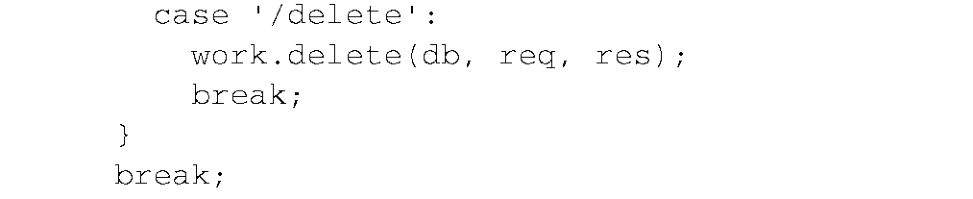 case '/delete':
work.delete(db, req, res);
break;
}
break;